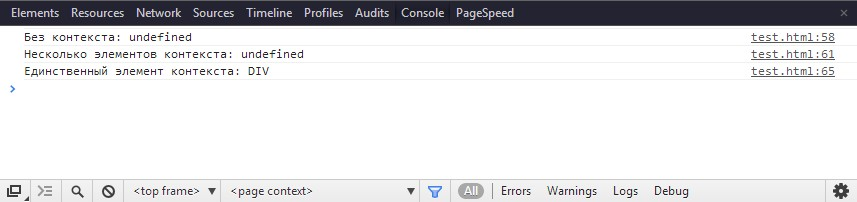 Elements Resources Network Sources Timeline Profiles Audits Console PageSpeed ×
Без контекста: undefined test.html:58
Несколько элементов контекста: undefined test.html:61
Единственный элемент контекста: DIV test.html:65
<top frame> <page context> All Errors Warnings Logs Debug